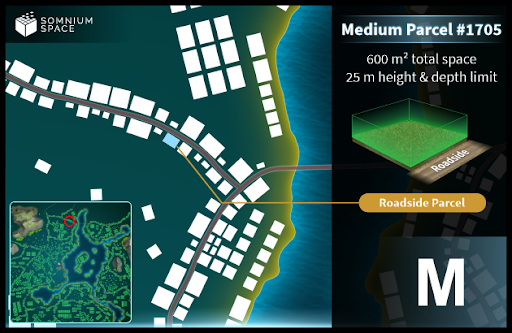 SOMNIUM
SPACE
Medium Parcel #1705
600 m² total space
25 m height & depth limit
Roadside
Roadside Parcel
M